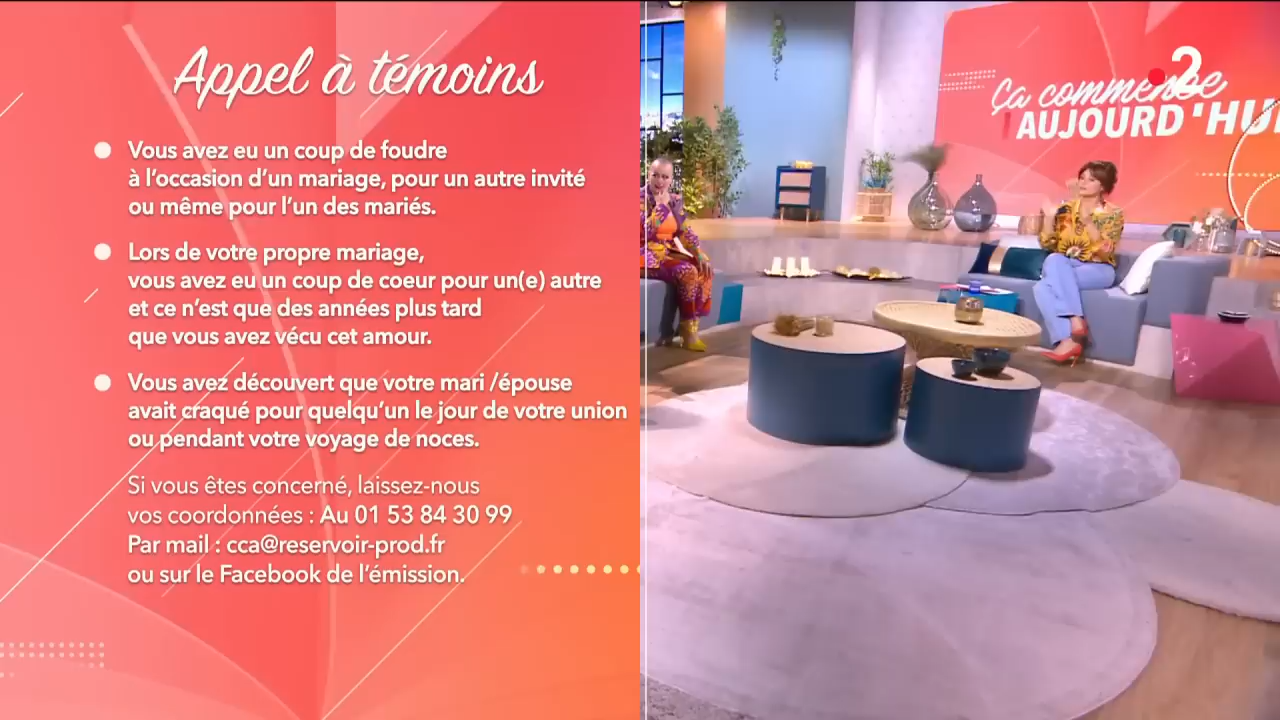 Appel à témoins
Vous avez eu un coup de foudre
à l'occasion d'un mariage, pour un autre invité
ou même pour l'un des mariés.
Lors de votre propre mariage,
vous avez eu un coup de coeur pour un(e) autre
et ce n'est que des années plus tard
que vous avez vécu cet amour.
Vous avez découvert que votre mari /épouse
avait craqué pour quelqu'un le jour de votre union
ou pendant votre voyage de noces.
Si vous êtes concerné, laissez-nous
vos coordonnées : Au 01 53 84 30 99
Par mail : cca@reservoir-prod.fr
ou sur le Facebook de l'émission.
2
Ça commence
AUJOURD'HUI